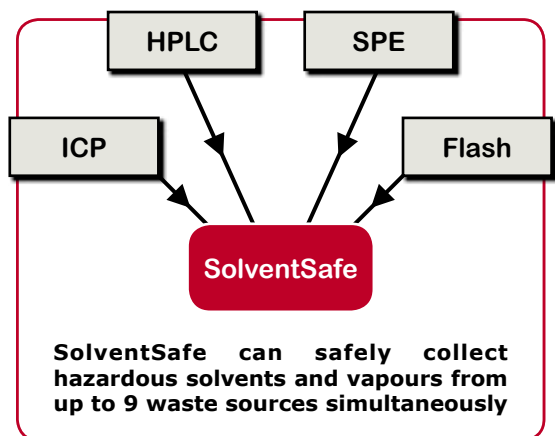 HPLC
SPE
ICP
Flash
SolventSafe
SolventSafe can safely collect
hazardous solvents and vapours from
up to 9 waste sources simultaneously